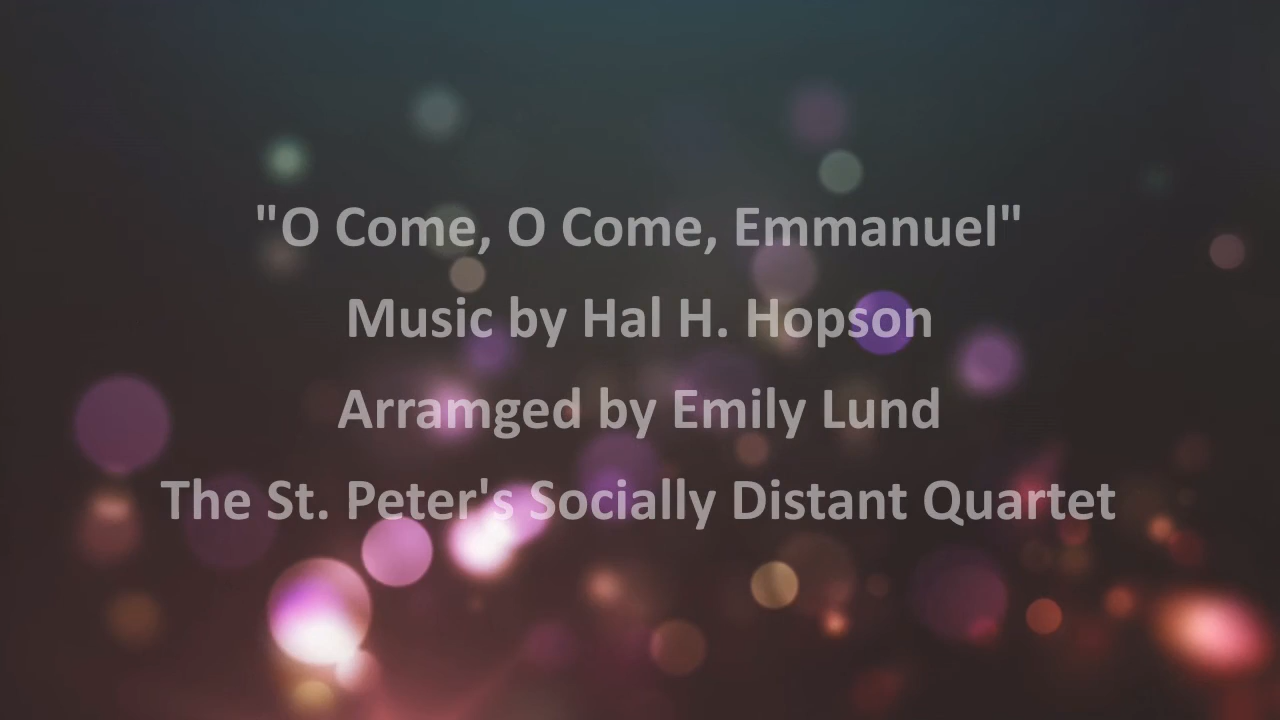 "O Come, O Come, Emmanuel"
Music by Hal H. Hopson
Arramged by Emily Lund
The St. Peter's Socially Distant Quartet